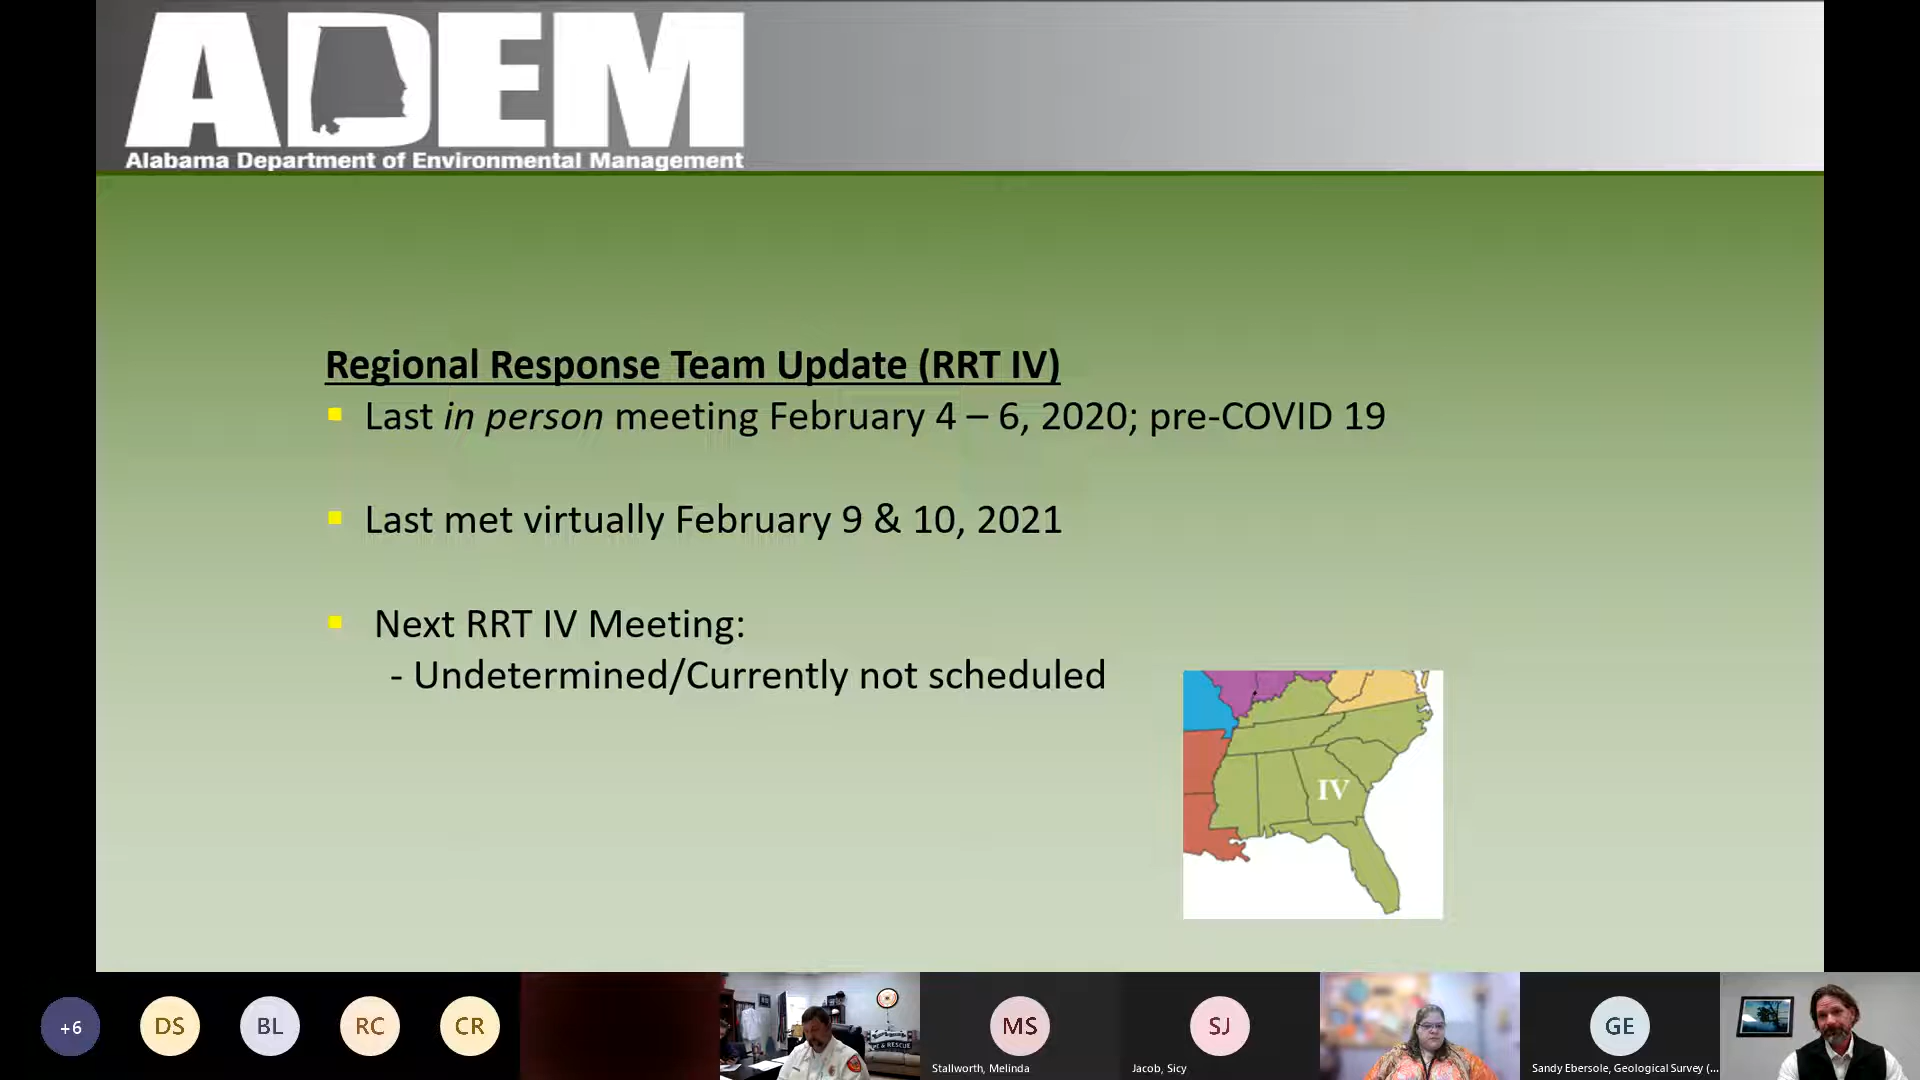 ADEM
Alabama Department of Environmental Management
Regional Response Team Update (RRT IV)
Last in person meeting February 4 – 6, 2020; pre-COVID 19
Last met virtually February 9 & 10, 2021
Next RRT IV Meeting:
- Undetermined/Currently not scheduled
IV
+6
DS
BL
RC
CR
& RESCUE
MS
Stallworth, Melinda
SJ
Jacob, Sicy
GE
Sandy Ebersole, Geological Survey (...